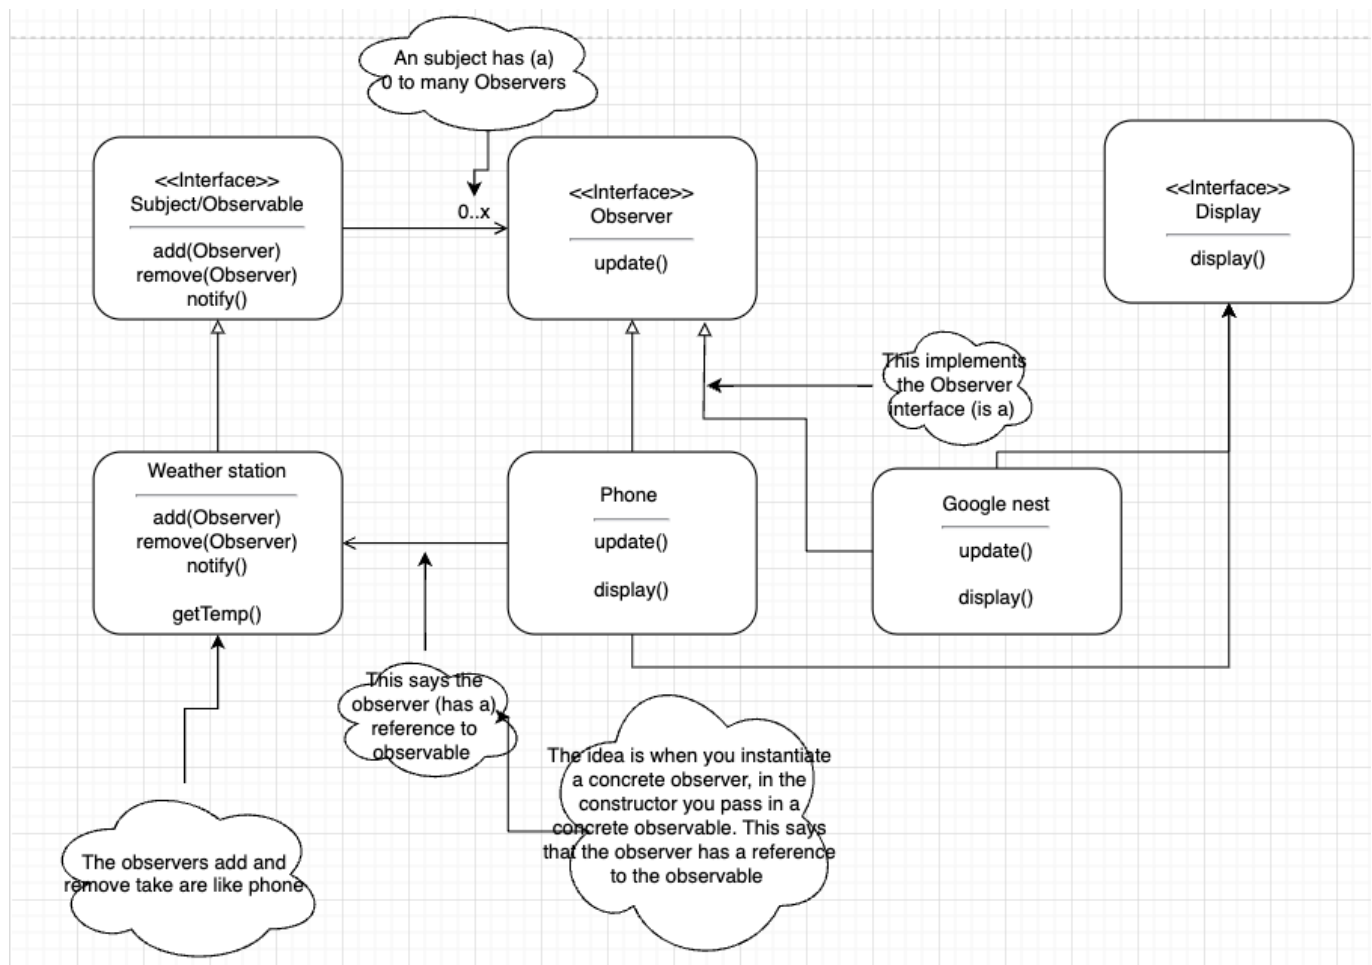 An subject has (a)
0 to many Observers
<<Interface>>
Subject/Observable
add(Observer)
remove(Observer)
notify()
0..x
<<Interface>>
Observer
update()
<<Interface>>
Display
display()
This implements
the Observer
interface (is a)
Weather station
add(Observer)
remove(Observer)
notify()
getTemp()
Phone
update()
display()
Google nest
update()
display()
This says the
observer (has a)
reference to
observable
The idea is when you instantiate
a concrete observer, in the
constructor you pass in a
concrete observable. This says
that the observer has a reference
to the observable
The observers add and
remove take are like phone